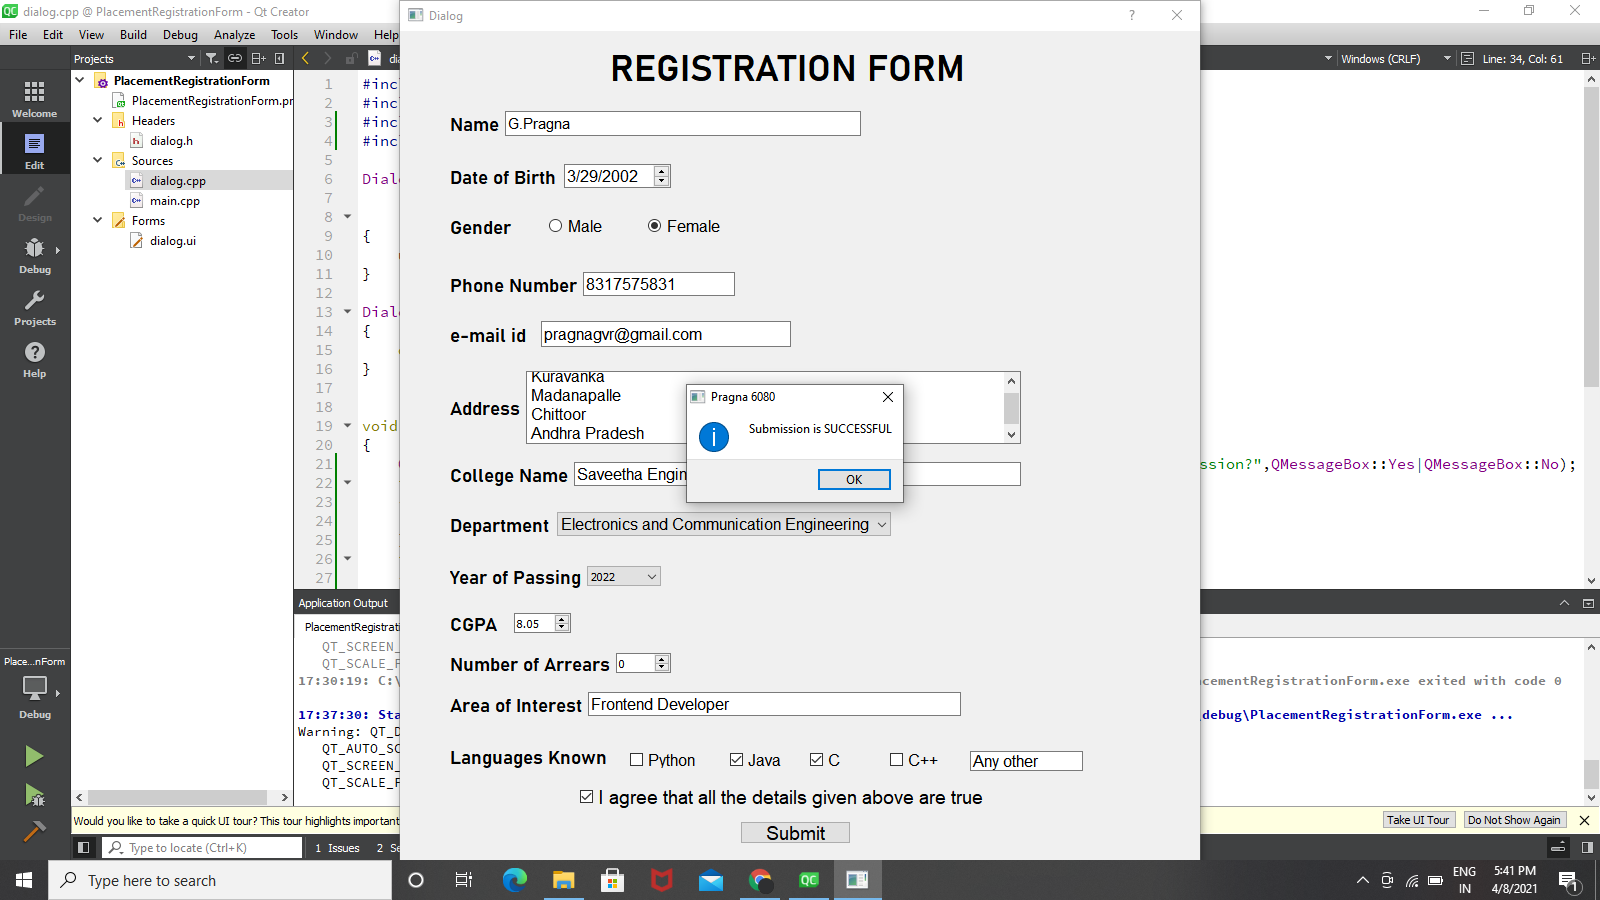 dialog.cpp @ PlacementRegistrationForm - Qt Creator
Dialog
?
File Edit View Build Debug Analyze Tools Window Help
Projects
Windows (CRLF)
Line: 34, Col: 61
REGISTRATION FORM
Welcome
Edit
Design
Debug
Projects
Help
PlacementRegistrationForm
PlacementRegistrationForm.pr
Headers
dialog.h
Sources
dialog.cpp
main.cpp
Forms
dialog.ui
1 #incl
2 #incl
3 #incl
4 #incl
5
6 Dialo
7
8
9 {
10
11 }
12
13 Dialo
14 {
15
16 }
17
18
19 void
20 {
21 ssion?",QMessageBox::Yes|QMessageBox::No);
22
23
24
25
26
27
Name G.Pragna
Date of Birth 3/29/2002
Gender Male Female
Phone Number 8317575831
e-mail id pragnagvr@gmail.com
Address Kuravanka
Madanapalle
Chittoor
Andhra Pradesh
Pragna 6080
Submission is SUCCESSFUL
OK
College Name Saveetha Engin
Department Electronics and Communication Engineering
Year of Passing 2022
CGPA 8.05
Number of Arrears 0
Area of Interest Frontend Developer
Languages Known Python Java C C++ Any other
I agree that all the details given above are true
Submit
Application Output
PlacementRegistrati
QT_SCREEN_
QT_SCALE_F
17:30:19: C:\ cementRegistrationForm.exe exited with code 0
17:37:30: Sta debug\PlacementRegistrationForm.exe ...
Warning: QT_D
QT_AUTO_SC
QT_SCREEN_
QT_SCALE_F
Place...nForm
Debug
Would you like to take a quick UI tour? This tour highlights important
Take UI Tour Do Not Show Again
Type to locate (Ctrl+K)
1 Issues 2 Se
Type here to search
QC
ENG
IN
5:41 PM
4/8/2021
1